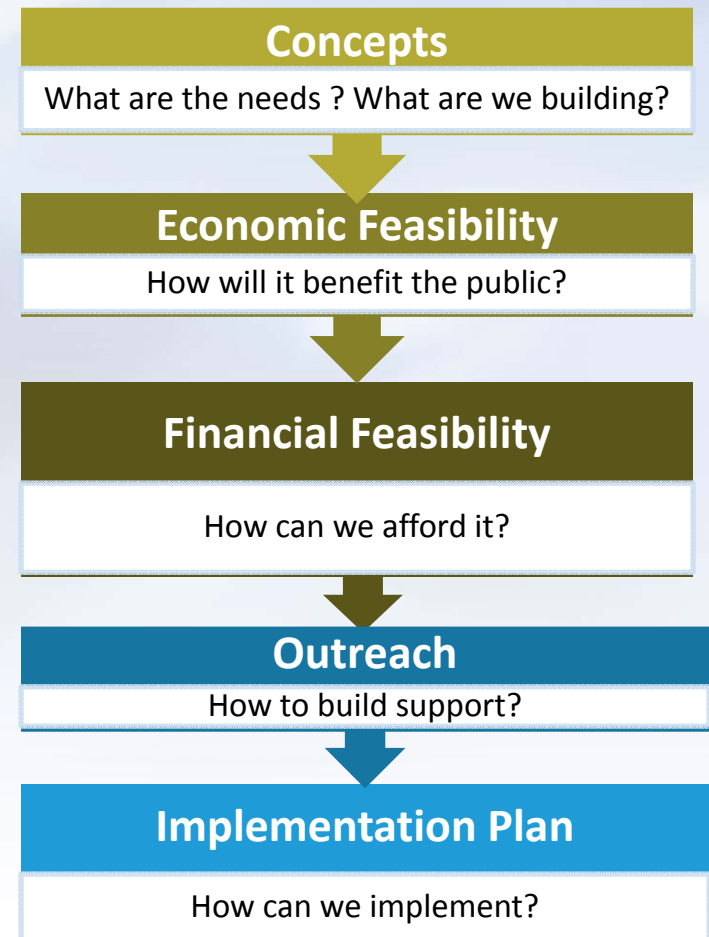 Concepts
What are the needs ? What are we building?
Economic Feasibility
How will it benefit the public?
Financial Feasibility
How can we afford it?
Outreach
How to build support?
Implementation Plan
How can we implement?